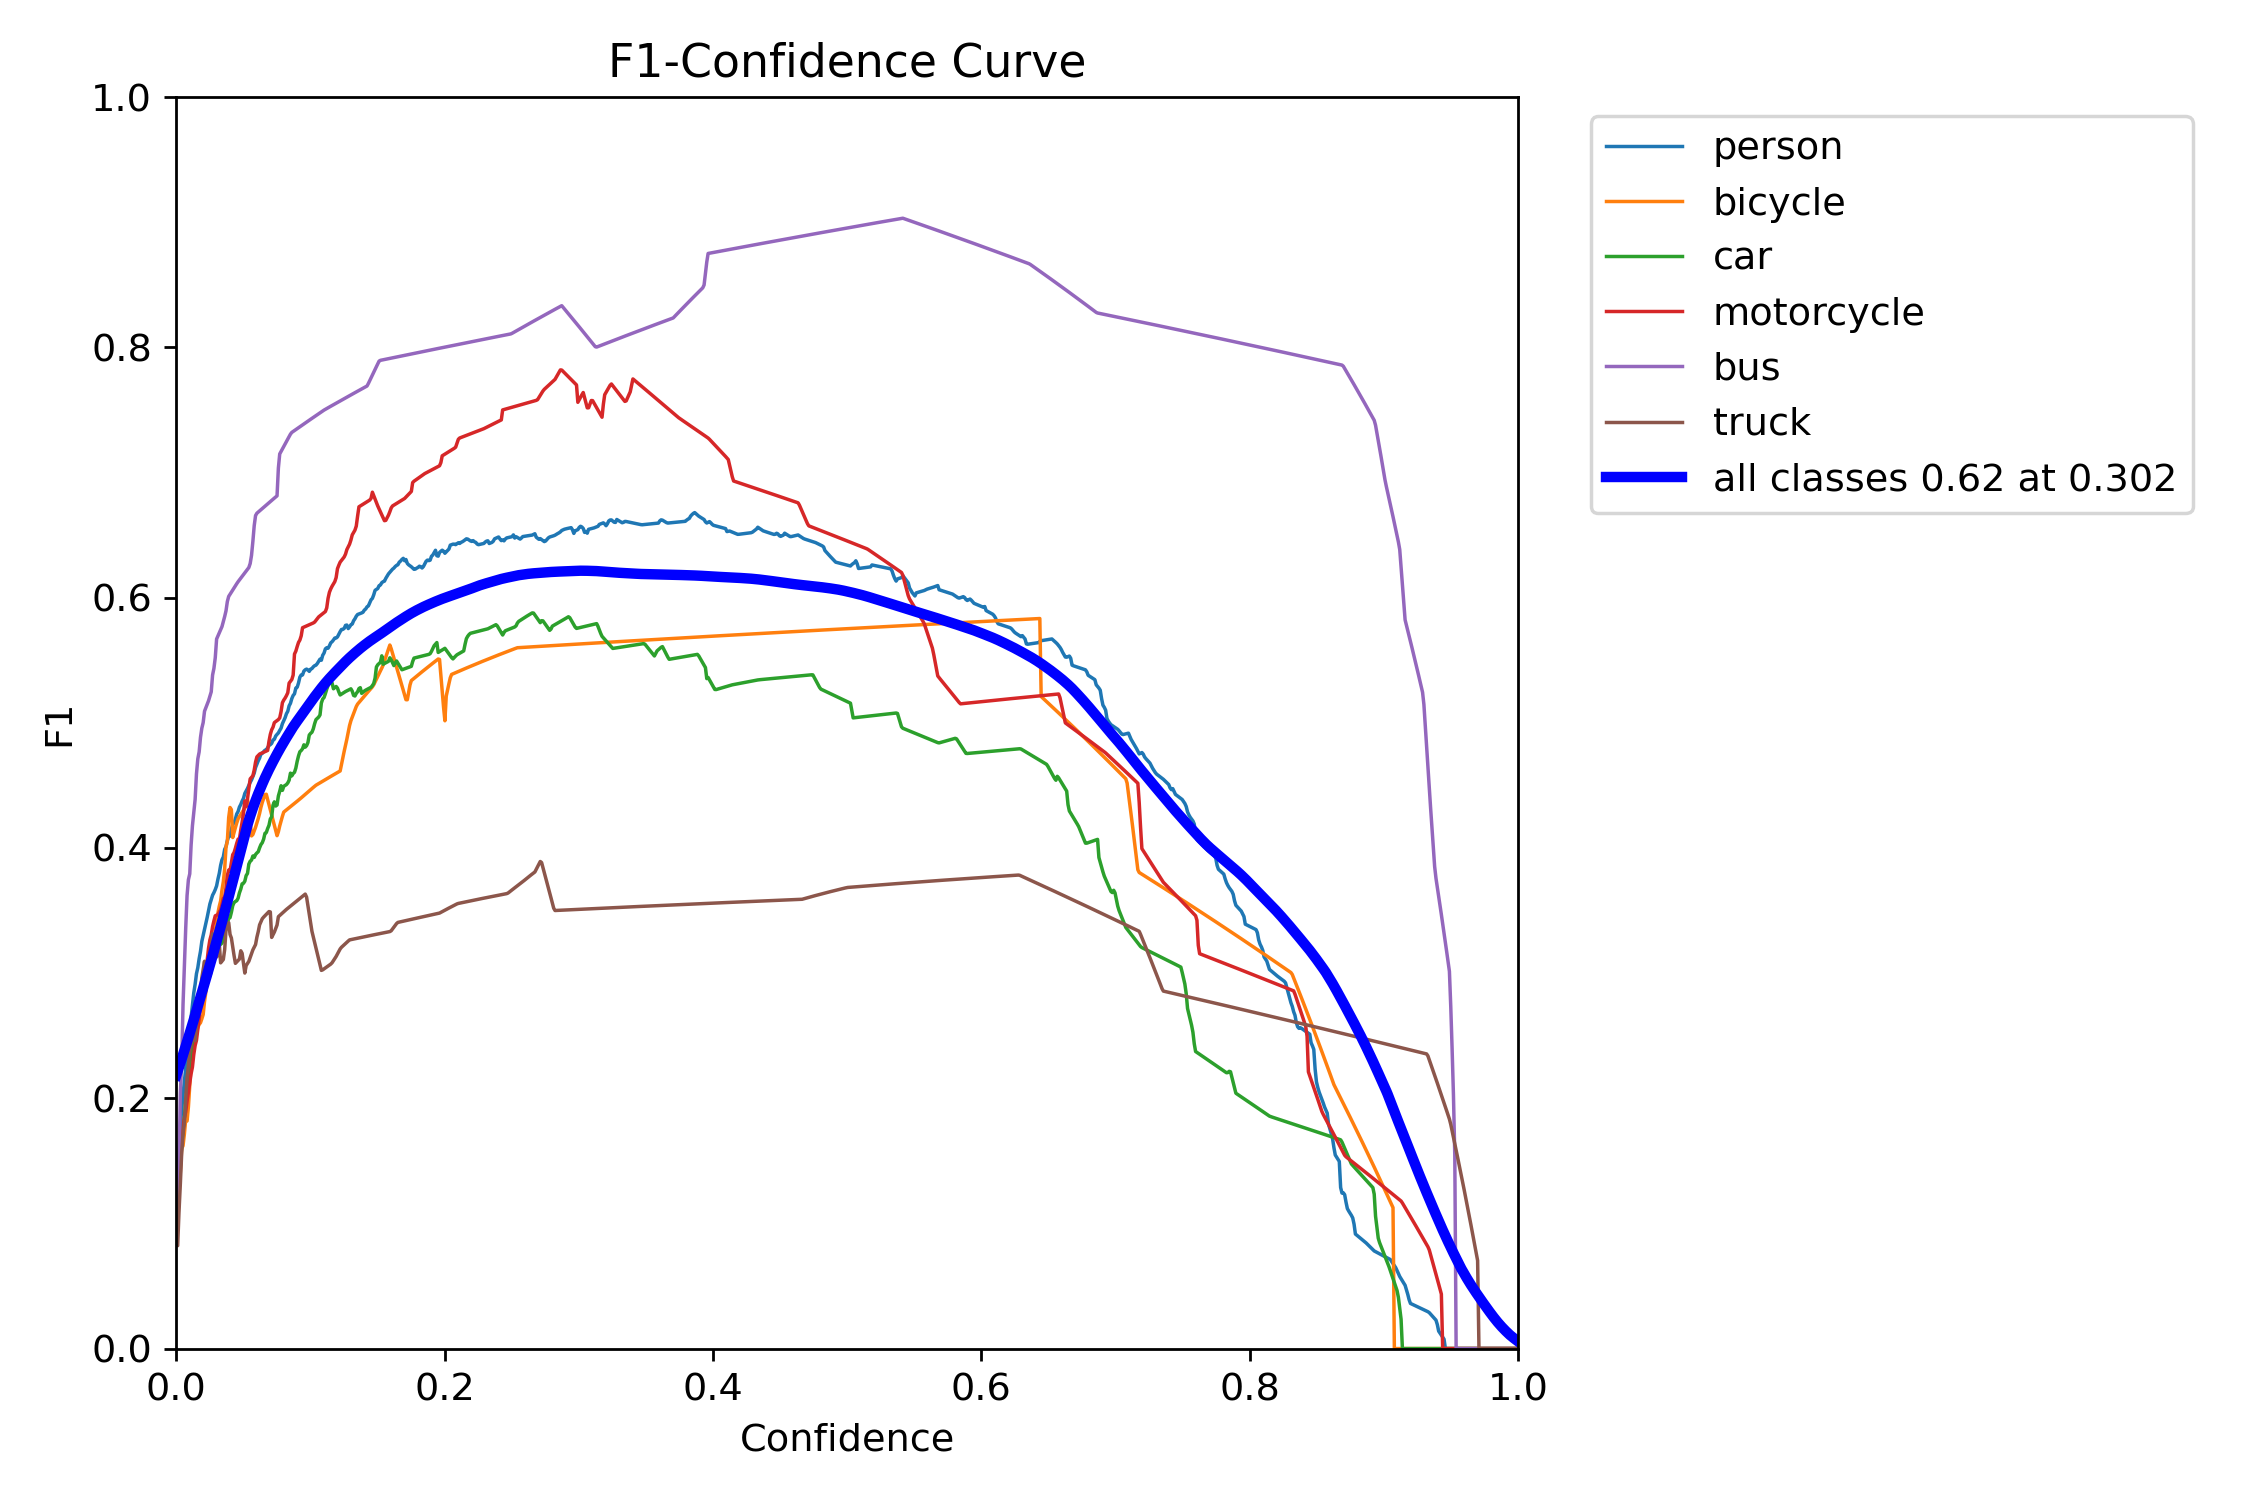 F1-Confidence Curve
1.0
0.8
0.6
0.4
0.2
0.0
F1
0.0 0.2 0.4 0.6 0.8 1.0
Confidence
person
bicycle
car
motorcycle
bus
truck
all classes 0.62 at 0.302